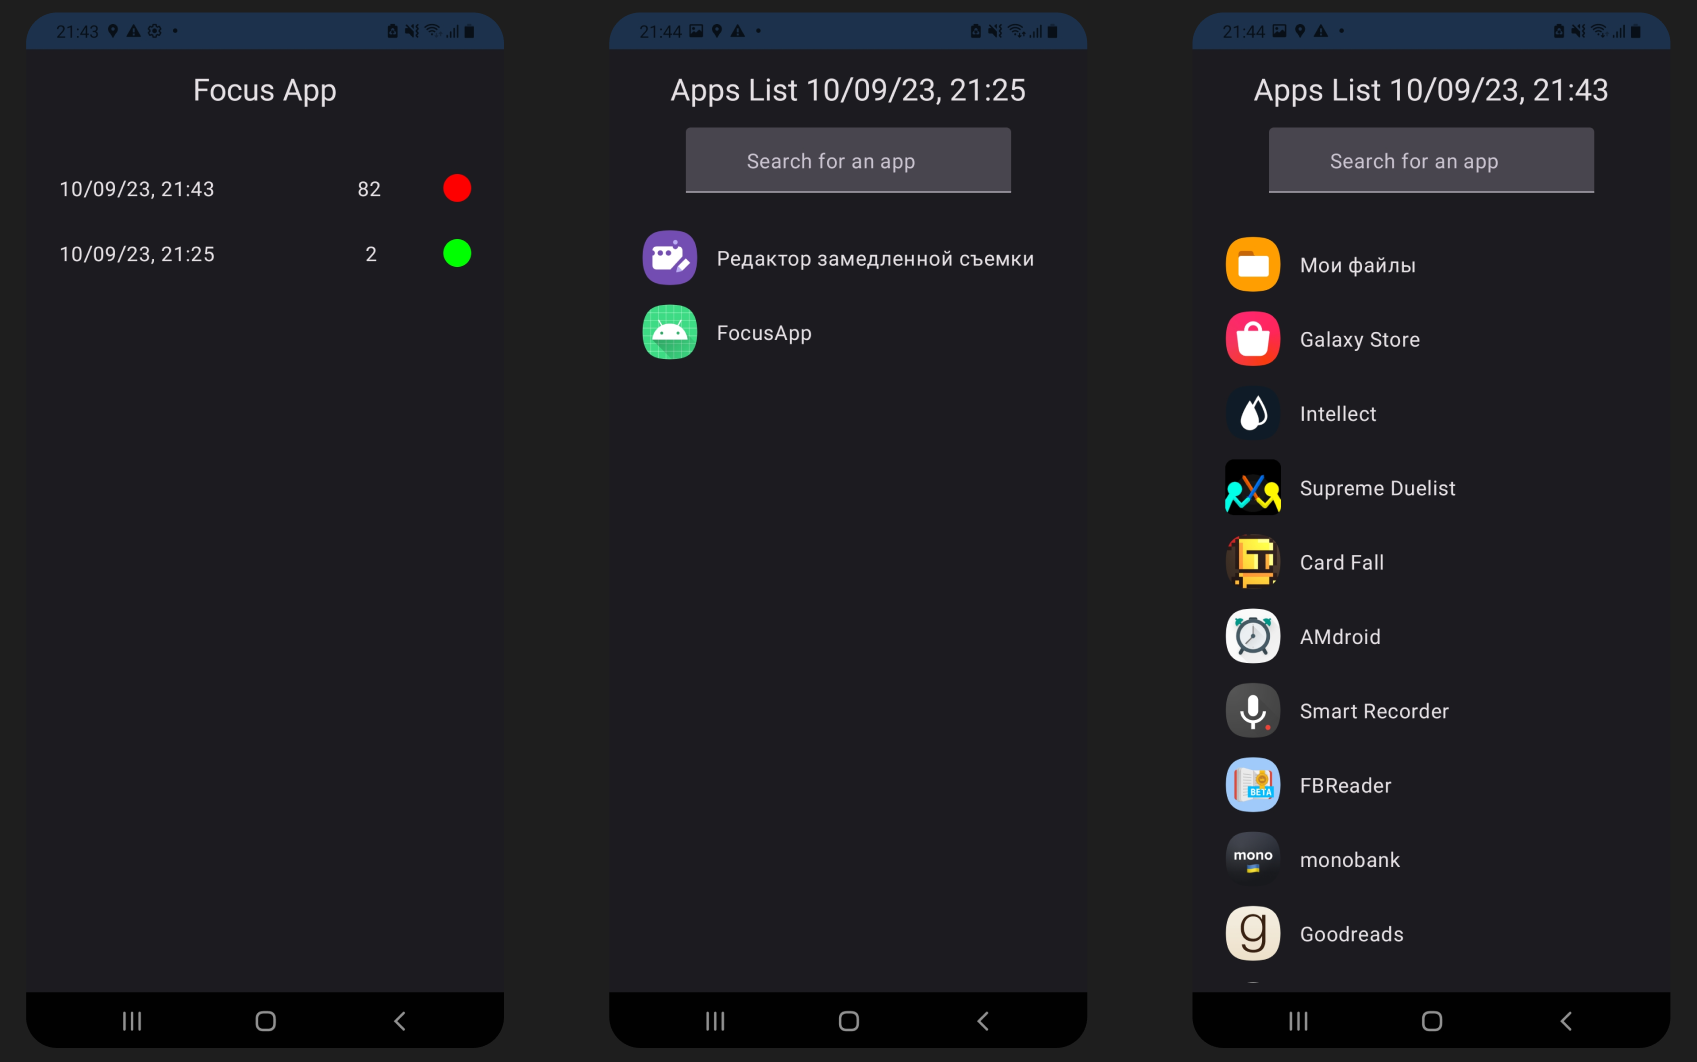 21:43
Focus App
10/09/23, 21:43 82
10/09/23, 21:25 2
21:44
Apps List 10/09/23, 21:25
Search for an app
Редактор замедленной съемки
FocusApp
21:44
Apps List 10/09/23, 21:43
Search for an app
Мои файлы
Galaxy Store
Intellect
Supreme Duelist
Card Fall
AMdroid
Smart Recorder
BETA
FBReader
mono
monobank
g
Goodreads